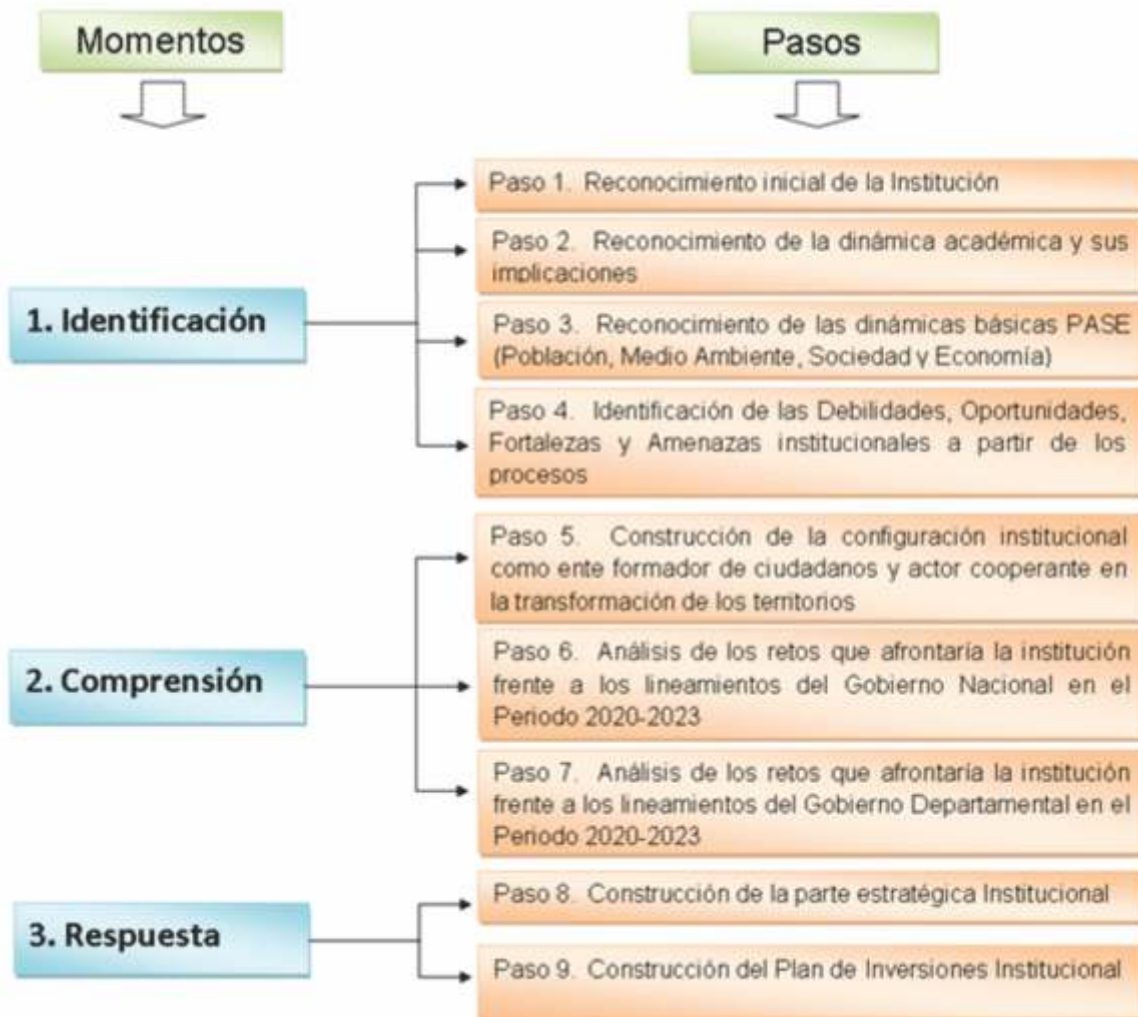 Momentos
Pasos
1. Identificación
Paso 1. Reconocimiento inicial de la Institución
Paso 2. Reconocimiento de la dinámica académica y sus
implicaciones
Paso 3. Reconocimiento de las dinámicas básicas PASE
(Población, Medio Ambiente, Sociedad y Economía)
Paso 4. Identificación de las Debilidades, Oportunidades,
Fortalezas y Amenazas institucionales a partir de los
procesos
2. Comprensión
Paso 5. Construcción de la configuración institucional
como ente formador de ciudadanos y actor cooperante en
la transformación de los territorios
Paso 6. Análisis de los retos que afrontaría la institución
frente a los lineamientos del Gobierno Nacional en el
Periodo 2020-2023
Paso 7. Análisis de los retos que afrontaría la institución
frente a los lineamientos del Gobierno Departamental en el
Periodo 2020-2023
3. Respuesta
Paso 8. Construcción de la parte estratégica Institucional
Paso 9. Construcción del Plan de Inversiones Institucional